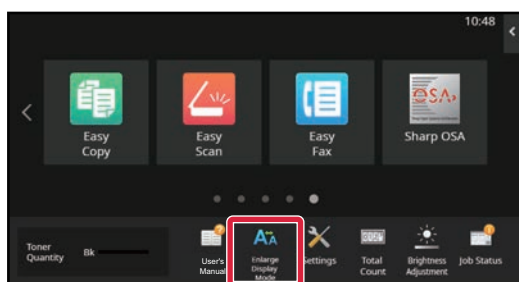 10:48
Easy
Copy
Easy
Scan
Easy
Fax
OSA
Sharp OSA
Toner
Quantity
Bk
User's
Manual
Enlarge
Display
Mode
Settings
Total
Count
Brightness
Adjustment
Job Status